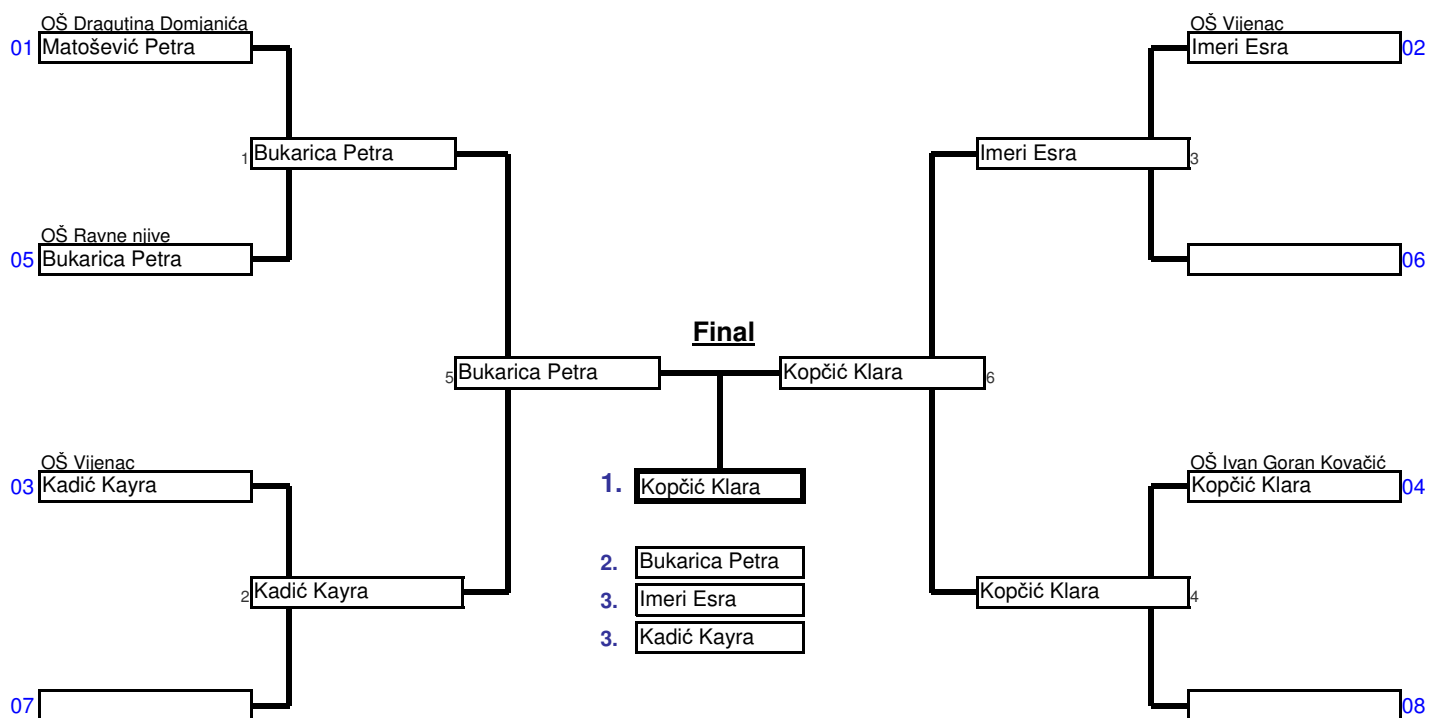 OŠ Dragutina Domjanića
01 Matošević Petra
OŠ Vijenac
Imeri Esra 02
1 Bukarica Petra
Imeri Esra 3
OŠ Ravne njive
05 Bukarica Petra
06
Final
5 Bukarica Petra
Kopčić Klara 6
OŠ Vijenac
03 Kadić Kayra
1. Kopčić Klara
OŠ Ivan Goran Kovačić
Kopčić Klara 04
2. Bukarica Petra
2 Kadić Kayra
3. Imeri Esra
Kopčić Klara 4
3. Kadić Kayra
07
08